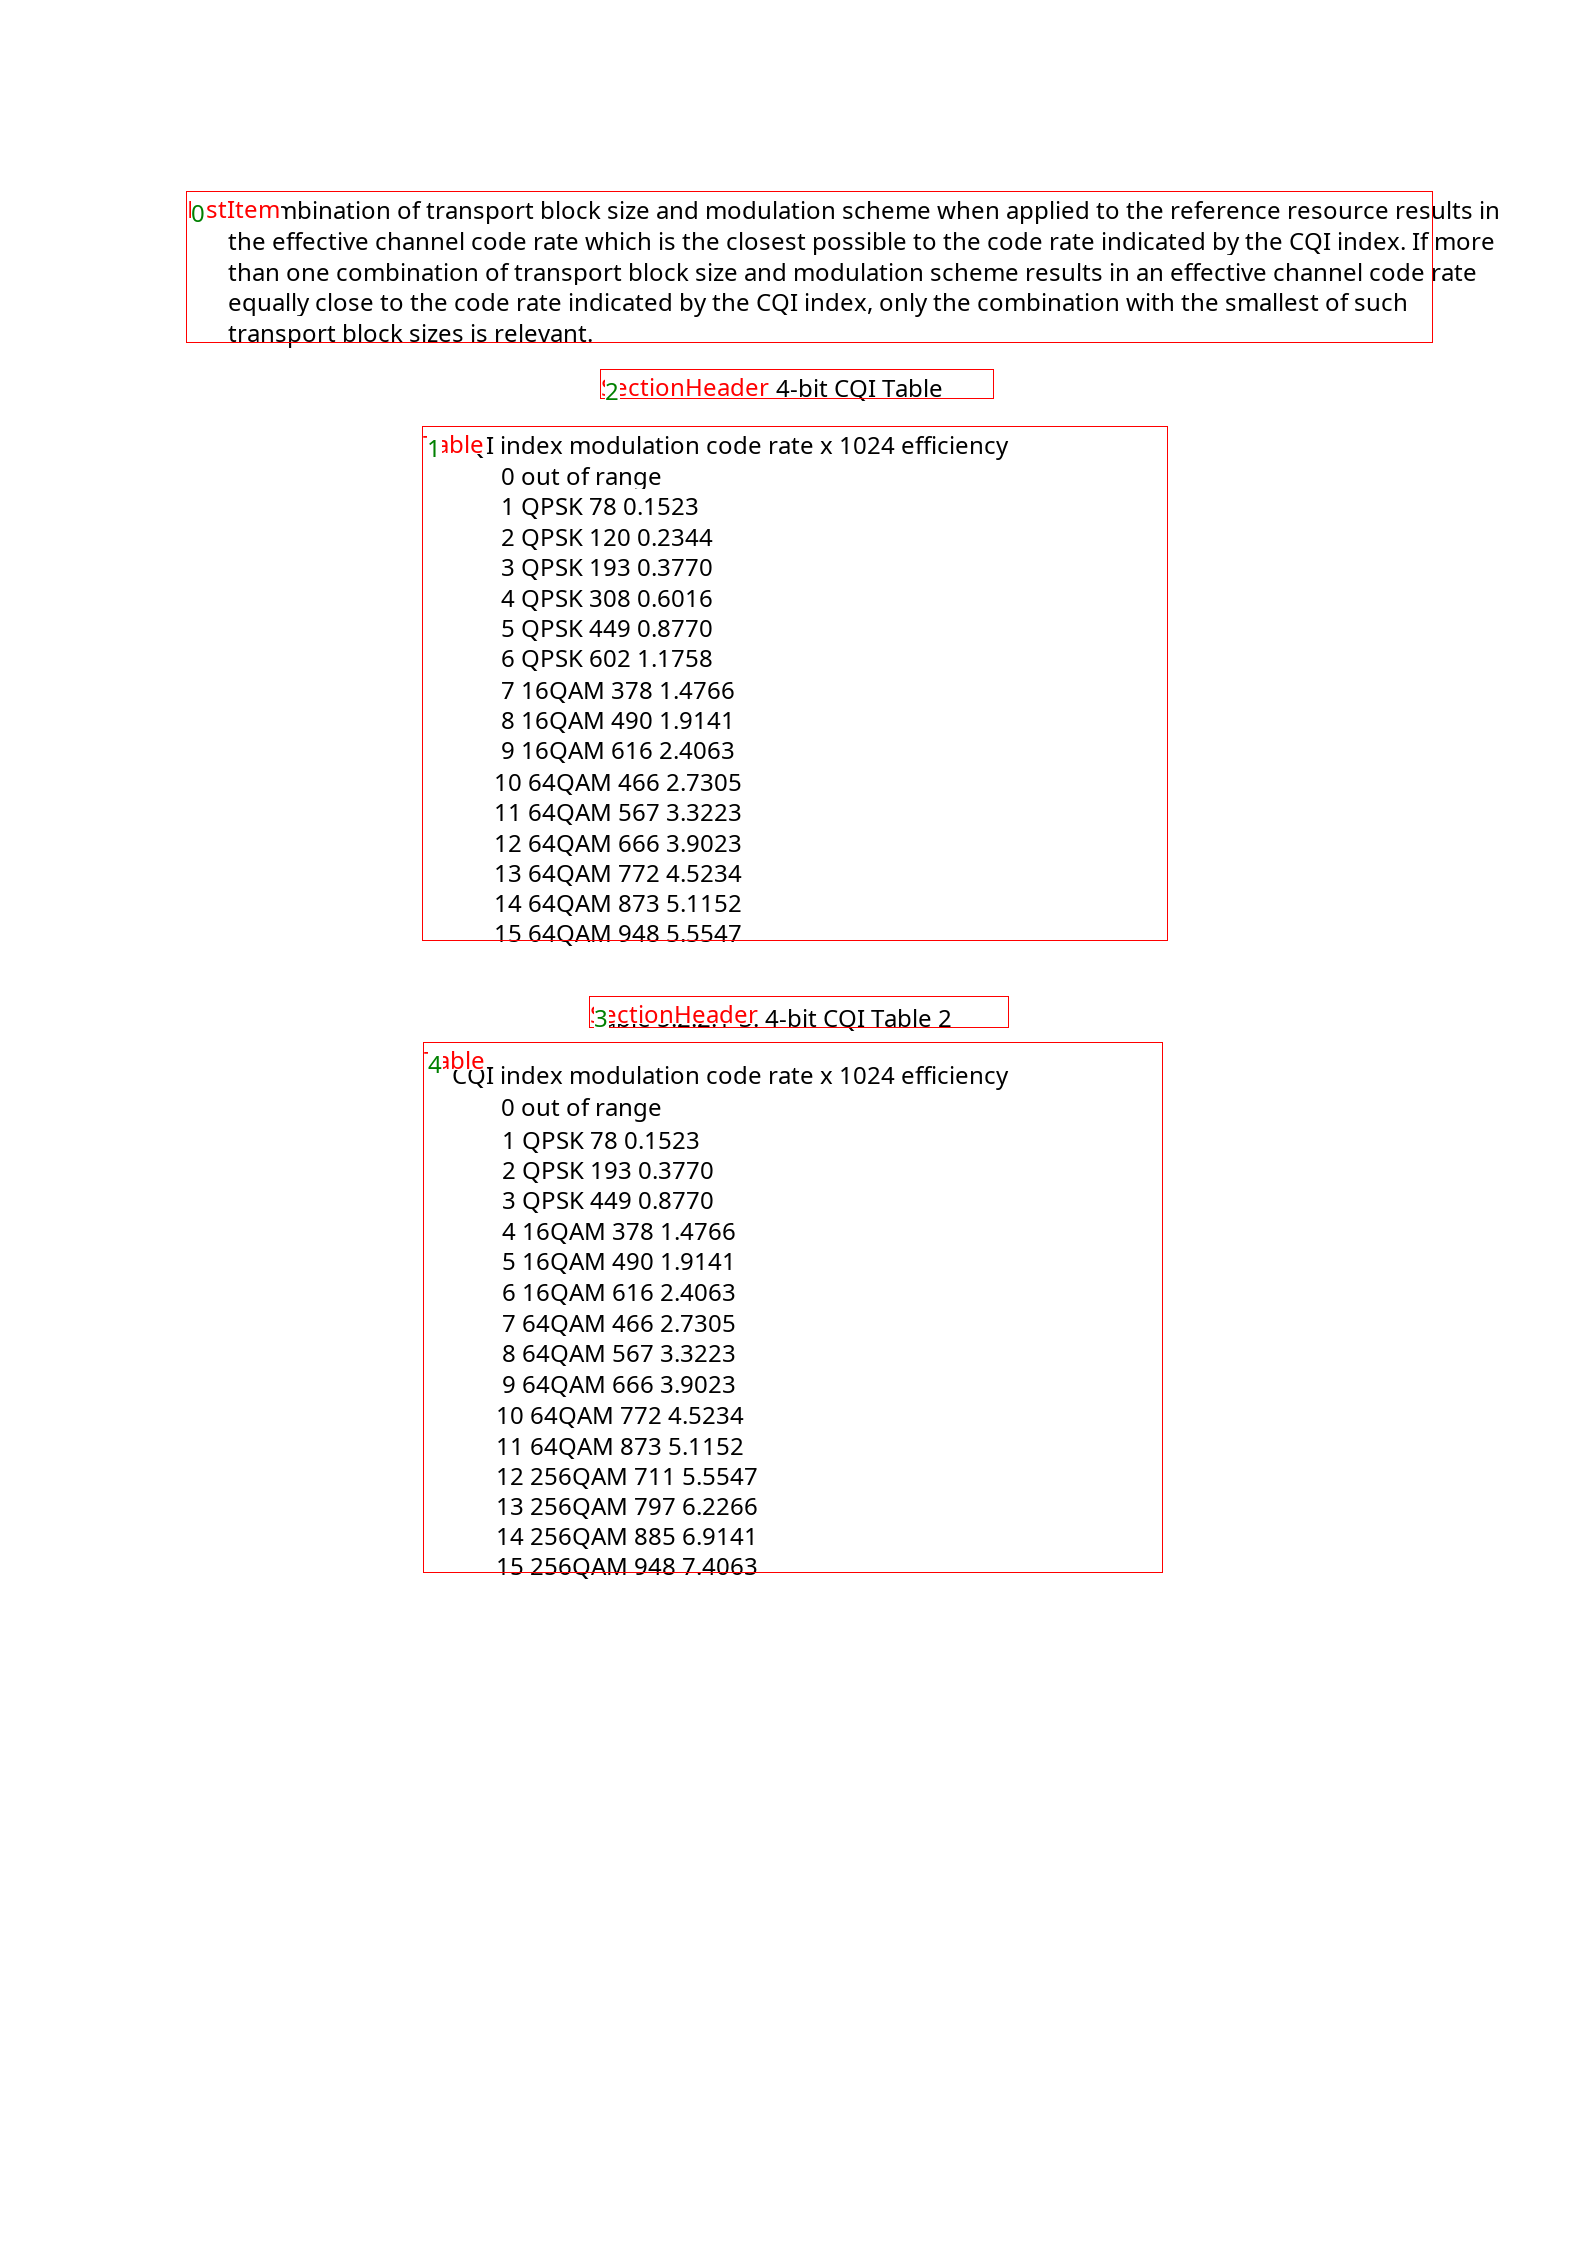 0 ListItem mbination of transport block size and modulation scheme when applied to the reference resource results in
the effective channel code rate which is the closest possible to the code rate indicated by the CQI index. If more
than one combination of transport block size and modulation scheme results in an effective channel code rate
equally close to the code rate indicated by the CQI index, only the combination with the smallest of such
transport block sizes is relevant.
2 SectionHeader 4-bit CQI Table
1 Table I index modulation code rate x 1024 efficiency
0 out of range
1 QPSK 78 0.1523
2 QPSK 120 0.2344
3 QPSK 193 0.3770
4 QPSK 308 0.6016
5 QPSK 449 0.8770
6 QPSK 602 1.1758
7 16QAM 378 1.4766
8 16QAM 490 1.9141
9 16QAM 616 2.4063
10 64QAM 466 2.7305
11 64QAM 567 3.3223
12 64QAM 666 3.9023
13 64QAM 772 4.5234
14 64QAM 873 5.1152
15 64QAM 948 5.5547
3 SectionHeader 4-bit CQI Table 2
4 Table
CQI index modulation code rate x 1024 efficiency
0 out of range
1 QPSK 78 0.1523
2 QPSK 193 0.3770
3 QPSK 449 0.8770
4 16QAM 378 1.4766
5 16QAM 490 1.9141
6 16QAM 616 2.4063
7 64QAM 466 2.7305
8 64QAM 567 3.3223
9 64QAM 666 3.9023
10 64QAM 772 4.5234
11 64QAM 873 5.1152
12 256QAM 711 5.5547
13 256QAM 797 6.2266
14 256QAM 885 6.9141
15 256QAM 948 7.4063